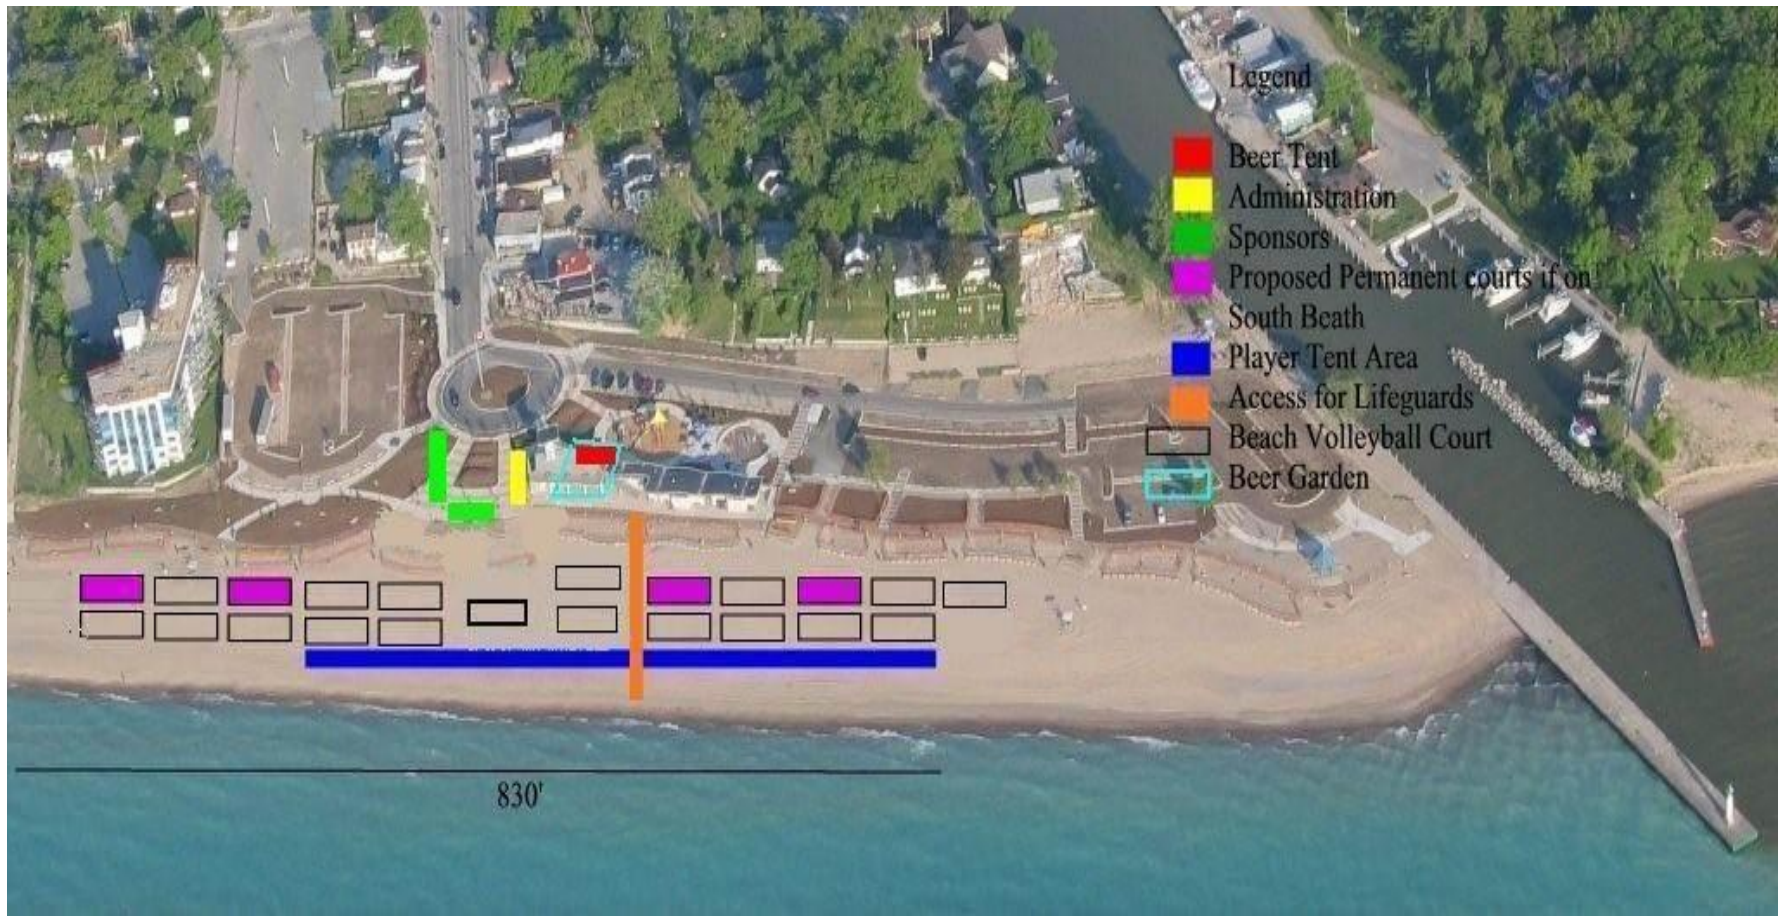 Legend
Beer Tent
Administration
Sponsors
Proposed Permanent courts if on
South Beath
Player Tent Area
Access for Lifeguards
Beach Volleyball Court
Beer Garden
830'